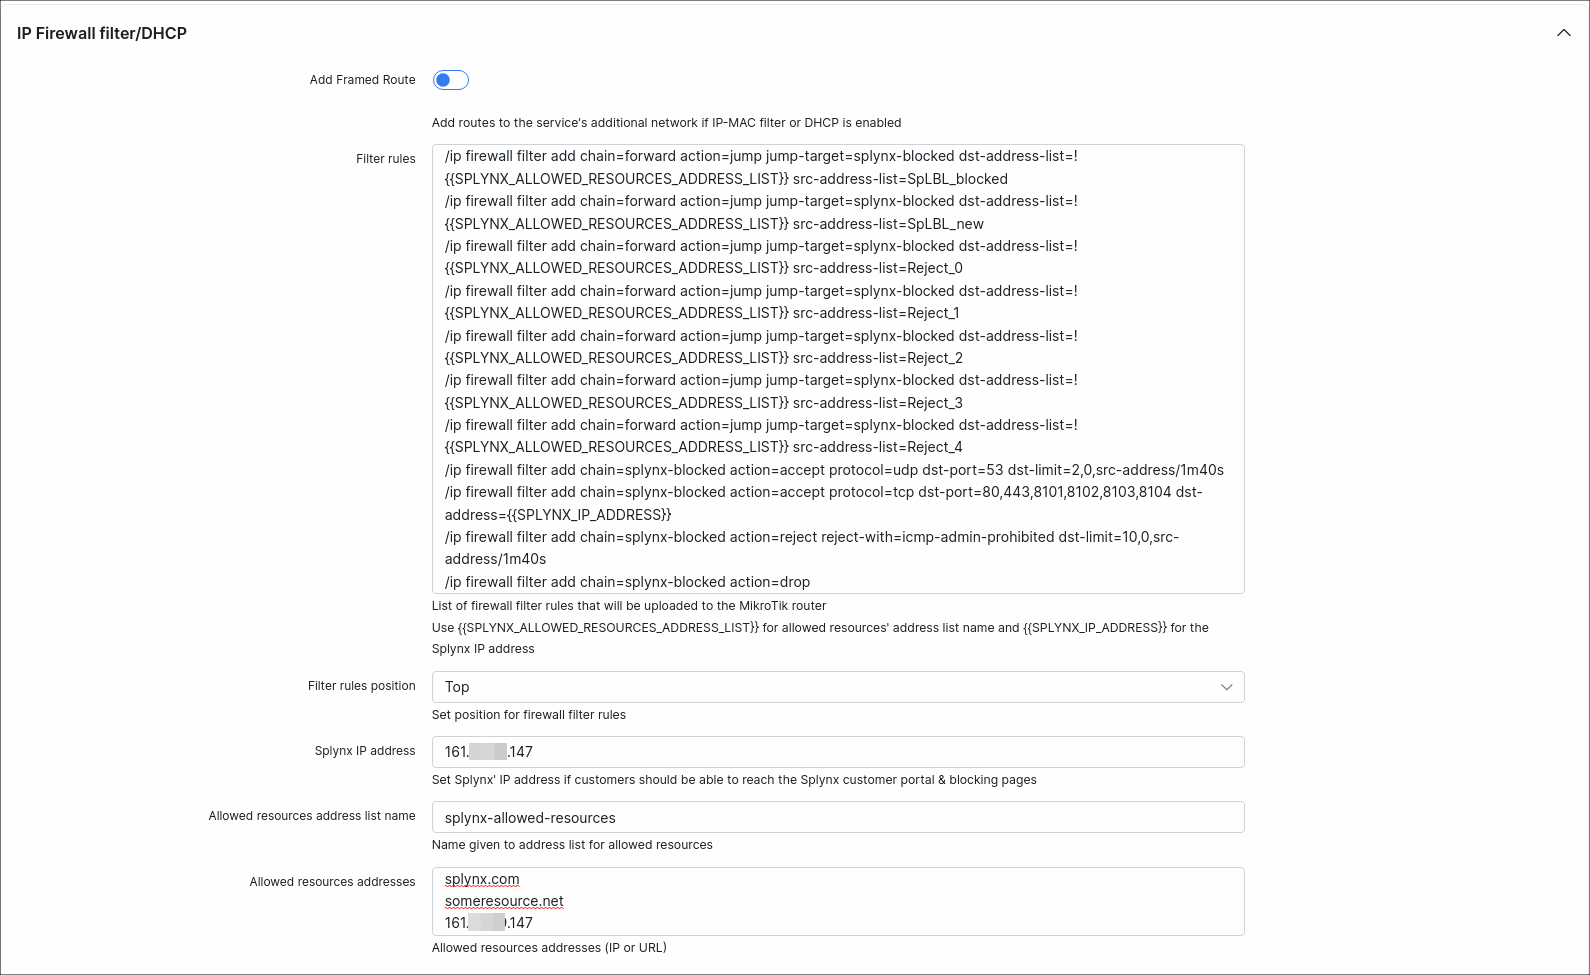 IP Firewall filter/DHCP
Add Framed Route
Add routes to the service's additional network if IP-MAC filter or DHCP is enabled
Filter rules
/ip firewall filter add chain=forward action=jump jump-target=splynx-blocked dst-address-list=!
{{SPLYNX_ALLOWED_RESOURCES_ADDRESS_LIST}} src-address-list=SpLBL_blocked
/ip firewall filter add chain=forward action=jump jump-target=splynx-blocked dst-address-list=!
{{SPLYNX_ALLOWED_RESOURCES_ADDRESS_LIST}} src-address-list=SpLBL_new
/ip firewall filter add chain=forward action=jump jump-target=splynx-blocked dst-address-list=!
{{SPLYNX_ALLOWED_RESOURCES_ADDRESS_LIST}} src-address-list=Reject_0
/ip firewall filter add chain=forward action=jump jump-target=splynx-blocked dst-address-list=!
{{SPLYNX_ALLOWED_RESOURCES_ADDRESS_LIST}} src-address-list=Reject_1
/ip firewall filter add chain=forward action=jump jump-target=splynx-blocked dst-address-list=!
{{SPLYNX_ALLOWED_RESOURCES_ADDRESS_LIST}} src-address-list=Reject_2
/ip firewall filter add chain=forward action=jump jump-target=splynx-blocked dst-address-list=!
{{SPLYNX_ALLOWED_RESOURCES_ADDRESS_LIST}} src-address-list=Reject_3
/ip firewall filter add chain=forward action=jump jump-target=splynx-blocked dst-address-list=!
{{SPLYNX_ALLOWED_RESOURCES_ADDRESS_LIST}} src-address-list=Reject_4
/ip firewall filter add chain=splynx-blocked action=accept protocol=udp dst-port=53 dst-limit=2,0,src-address/1m40s
/ip firewall filter add chain=splynx-blocked action=accept protocol=tcp dst-port=80,443,8101,8102,8103,8104 dst-
address={{SPLYNX_IP_ADDRESS}}
/ip firewall filter add chain=splynx-blocked action=reject reject-with=icmp-admin-prohibited dst-limit=10,0,src-
address/1m40s
/ip firewall filter add chain=splynx-blocked action=drop
List of firewall filter rules that will be uploaded to the MikroTik router
Use {{SPLYNX_ALLOWED_RESOURCES_ADDRESS_LIST}} for allowed resources' address list name and {{SPLYNX_IP_ADDRESS}} for the
Splynx IP address
Filter rules position
Top
Set position for firewall filter rules
Splynx IP address
161. .147
Set Splynx' IP address if customers should be able to reach the Splynx customer portal & blocking pages
Allowed resources address list name
splynx-allowed-resources
Name given to address list for allowed resources
Allowed resources addresses
splynx.com
someresource.net
161. .147
Allowed resources addresses (IP or URL)